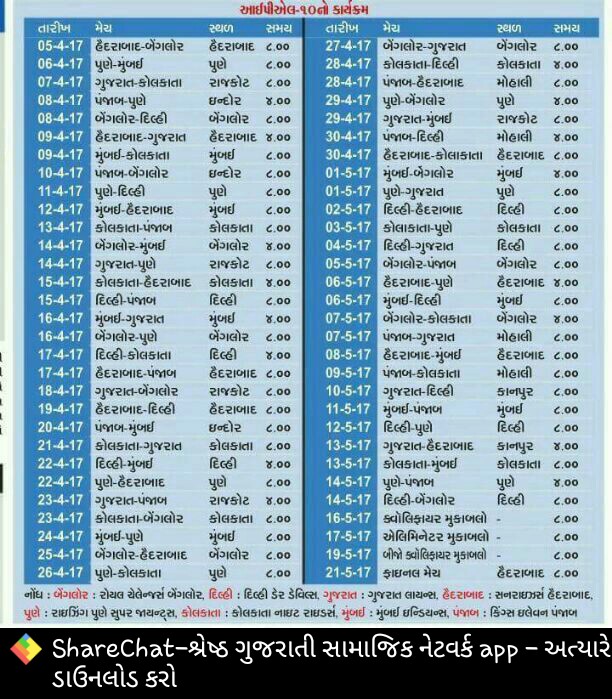 આઈપીએલ-૧૦નો કાર્યક્રમ
તારીખ મેચ સ્થળ સમય
05-4-17 હૈદરાબાદ-બેંગલોર હૈદરાબાદ ૮.૦૦
06-4-17 પુણે-મુંબઈ પુણે ૮.૦૦
07-4-17 ગુજરાત-કોલકાતા રાજકોટ ૮.૦૦
08-4-17 પંજાબ-પુણે ઇન્દોર ૪.૦૦
08-4-17 બેંગલોર-દિલ્હી બેંગલોર ૮.૦૦
09-4-17 હૈદરાબાદ-ગુજરાત હૈદરાબાદ ૪.૦૦
09-4-17 મુંબઈ-કોલકાતા મુંબઈ ૮.૦૦
10-4-17 પંજાબ-બેંગલોર ઇન્દોર ૮.૦૦
11-4-17 પુણે-દિલ્હી પુણે ૮.૦૦
12-4-17 મુંબઈ-હૈદરાબાદ મુંબઈ ૮.૦૦
13-4-17 કોલકાતા-પંજાબ કોલકાતા ૮.૦૦
14-4-17 બેંગલોર-મુંબઈ બેંગલોર ૪.૦૦
14-4-17 ગુજરાત-પુણે રાજકોટ ૮.૦૦
15-4-17 કોલકાતા-હૈદરાબાદ કોલકાતા ૪.૦૦
15-4-17 દિલ્હી-પંજાબ દિલ્હી ૮.૦૦
16-4-17 મુંબઈ-ગુજરાત મુંબઈ ૪.૦૦
16-4-17 બેંગલોર-પુણે બેંગલોર ૮.૦૦
17-4-17 દિલ્હી-કોલકાતા દિલ્હી ૪.૦૦
17-4-17 હૈદરાબાદ-પંજાબ હૈદરાબાદ ૮.૦૦
18-4-17 ગુજરાત-બેંગલોર રાજકોટ ૮.૦૦
19-4-17 હૈદરાબાદ-દિલ્હી હૈદરાબાદ ૮.૦૦
20-4-17 પંજાબ-મુંબઈ ઇન્દોર ૮.૦૦
21-4-17 કોલકાતા-ગુજરાત કોલકાતા ૮.૦૦
22-4-17 દિલ્હી-મુંબઈ દિલ્હી ૪.૦૦
22-4-17 પુણે-હૈદરાબાદ પુણે ૮.૦૦
23-4-17 ગુજરાત-પંજાબ રાજકોટ ૪.૦૦
23-4-17 કોલકાતા-બેંગલોર કોલકાતા ૮.૦૦
24-4-17 મુંબઈ-પુણે મુંબઈ ૮.૦૦
25-4-17 બેંગલોર-હૈદરાબાદ બેંગલોર ૮.૦૦
26-4-17 પુણે-કોલકાતા પુણે ૮.૦૦
તારીખ મેચ સ્થળ સમય
27-4-17 બેંગલોર-ગુજરાત બેંગલોર ૮.૦૦
28-4-17 કોલકાતા-દિલ્હી કોલકાતા ૪.૦૦
28-4-17 પંજાબ-હૈદરાબાદ મોહાલી ૮.૦૦
29-4-17 પુણે-બેંગલોર પુણે ૪.૦૦
29-4-17 ગુજરાત-મુંબઈ રાજકોટ ૮.૦૦
30-4-17 પંજાબ-દિલ્હી મોહાલી ૪.૦૦
30-4-17 હૈદરાબાદ-કોલાકાતા હૈદરાબાદ ૮.૦૦
01-5-17 મુંબઈ-બેંગલોર મુંબઈ ૪.૦૦
01-5-17 પુણે-ગુજરાત પુણે ૮.૦૦
02-5-17 દિલ્હી-હૈદરાબાદ દિલ્હી ૮.૦૦
03-5-17 કોલાકાતા-પુણે કોલકાતા ૮.૦૦
04-5-17 દિલ્હી-ગુજરાત દિલ્હી ૮.૦૦
05-5-17 બેંગલોર-પંજાબ બેંગલોર ૮.૦૦
06-5-17 હૈદરાબાદ-પુણે હૈદરાબાદ ૪.૦૦
06-5-17 મુંબઈ-દિલ્હી મુંબઈ ૮.૦૦
07-5-17 બેંગલોર-કોલકાતા બેંગલોર ૪.૦૦
07-5-17 પંજાબ-ગુજરાત મોહાલી ૮.૦૦
08-5-17 હૈદરાબાદ-મુંબઈ હૈદરાબાદ ૮.૦૦
09-5-17 પંજાબ-કોલકાતા મોહાલી ૮.૦૦
10-5-17 ગુજરાત-દિલ્હી કાનપુર ૮.૦૦
11-5-17 મુંબઈ-પંજાબ મુંબઈ ૮.૦૦
12-5-17 દિલ્હી-પુણે દિલ્હી ૮.૦૦
13-5-17 ગુજરાત-હૈદરાબાદ કાનપુર ૪.૦૦
13-5-17 કોલકાતા-મુંબઈ કોલકાતા ૮.૦૦
14-5-17 પુણે-પંજાબ પુણે ૪.૦૦
14-5-17 દિલ્હી-બેંગલોર દિલ્હી ૮.૦૦
16-5-17 ક્વોલિફાયર મુકાબલો - ૮.૦૦
17-5-17 એલિમિનેટર મુકાબલો - ૮.૦૦
19-5-17 બીજો ક્વોલિફાયર મુકાબલો - ૮.૦૦
21-5-17 ફાઇનલ મેચ હૈદરાબાદ ૮.૦૦
નોંધ : બેંગલોર : રોયલ ચેલેન્જર્સ બેંગલોર, દિલ્હી : દિલ્હી ડેર ડેવિલ્સ, ગુજરાત : ગુજરાત લાયન્સ, હૈદરાબાદ : સનરાઇઝર્સ હૈદરાબાદ,
પુણે : રાઇઝિંગ પુણે સુપર જાયન્ટ્સ, કોલકાતા : કોલકાતા નાઇટ રાઇડર્સ, મુંબઈ : મુંબઈ ઇન્ડિયન્સ, પંજાબ : કિંગ્સ ઇલેવન પંજાબ
ShareChat-શ્રેષ્ઠ ગુજરાતી સામાજિક નેટવર્ક app - અત્યારે
ડાઉનલોડ કરો